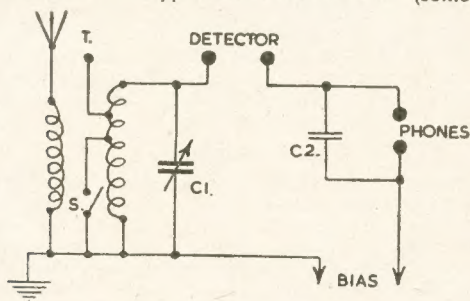 T.
DETECTOR
C2.
PHONES
C1.
S.
BIAS